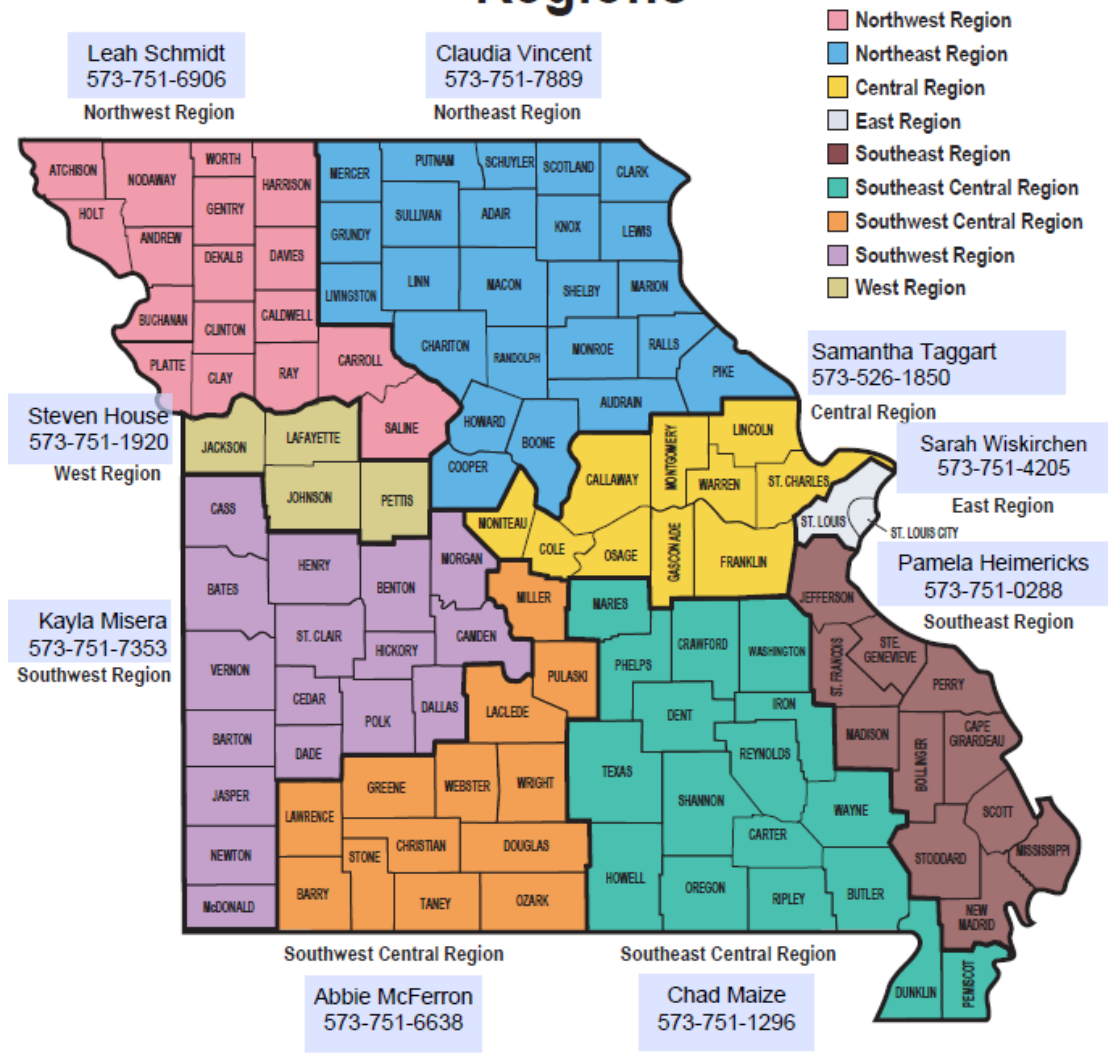 Northwest Region
Northeast Region
Central Region
East Region
Southeast Region
Southeast Central Region
Southwest Central Region
Southwest Region
West Region
Leah Schmidt
573-751-6906
Northwest Region
Claudia Vincent
573-751-7889
Northeast Region
ATCHISON
NODAWAY
WORTH
HARRISON
HOLT
GENTRY
ANDREW
DEKALB
DAVIES
BUCHANAN
CLINTON
CALDWELL
PLATTE
CLAY
RAY
CARROLL
SALINE
MERCER
PUTNAM
SCHUYLER
SCOTLAND
CLARK
GRUNDY
SULLIVAN
ADAIR
KNOX
LEWIS
LIVINGSTON
LINN
MACON
SHELBY
MARION
CHARITON
RANDOLPH
MONROE
RALLS
PIKE
AUDRAIN
HOWARD
BOONE
COOPER
Samantha Taggart
573-526-1850
Central Region
Steven House
573-751-1920
West Region
JACKSON
LAFAYETTE
JOHNSON
PETTIS
LINCOLN
MONTGOMERY
CALLAWAY
WARREN
ST. CHARLES
MONITEAU
COLE
OSAGE
GASCONADE
FRANKLIN
Sarah Wiskirchen
573-751-4205
East Region
ST. LOUIS
ST. LOUIS CITY
Pamela Heimericks
573-751-0288
Southeast Region
Kayla Misera
573-751-7353
Southwest Region
CASS
BATES
HENRY
BENTON
MORGAN
ST. CLAIR
HICKORY
CAMDEN
VERNON
CEDAR
POLK
DALLAS
BARTON
DADE
JASPER
NEWTON
McDONALD
MILLER
PULASKI
LACLEDE
GREENE
WEBSTER
WRIGHT
LAWRENCE
STONE
CHRISTIAN
DOUGLAS
BARRY
TANEY
OZARK
MARIES
PHELPS
CRAWFORD
WASHINGTON
DENT
IRON
REYNOLDS
TEXAS
SHANNON
WAYNE
CARTER
HOWELL
OREGON
RIPLEY
BUTLER
DUNKLIN
PEMISCOT
JEFFERSON
ST. FRANCOIS
STE.
GENEVIEVE
PERRY
MADISON
BOLLINGER
CAPE
GIRARDEAU
SCOTT
STODDARD
MISSISSIPPI
NEW
MADRID
Southwest Central Region
Abbie McFerron
573-751-6638
Southeast Central Region
Chad Maize
573-751-1296